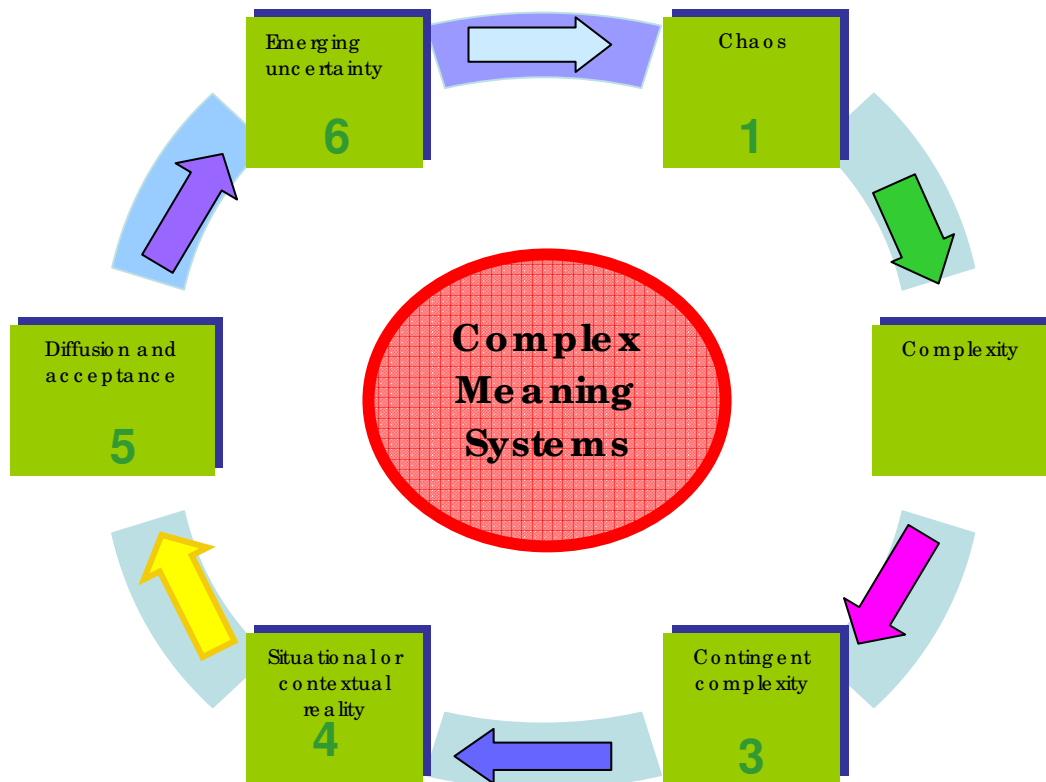 Chaos
1
Complexity
Contingent
complexity
3
Situational or
contextual
reality
4
Diffusion and
acceptance
5
Emerging
uncertainty
6
Complex
Meaning
Systems